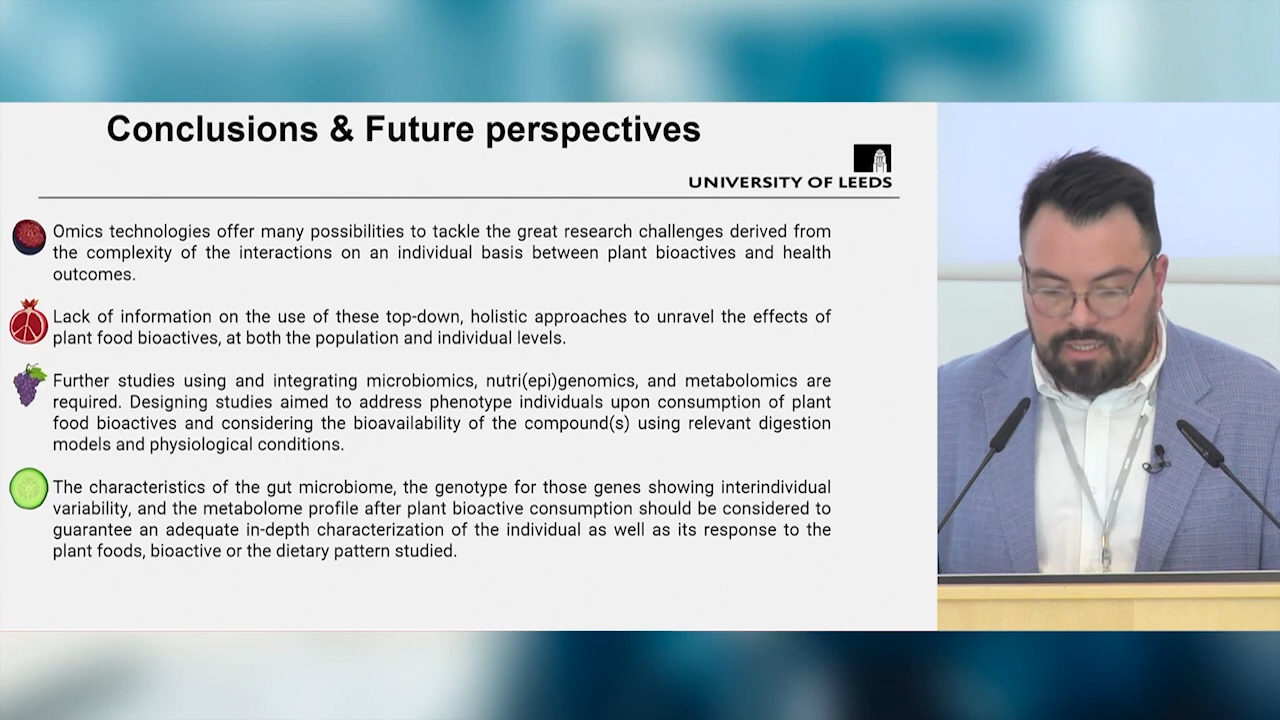 Conclusions & Future perspectives
UNIVERSITY OF LEEDS
Omics technologies offer many possibilities to tackle the great research challenges derived from
the complexity of the interactions on an individual basis between plant bioactives and health
outcomes.
Lack of information on the use of these top-down, holistic approaches to unravel the effects of
plant food bioactives, at both the population and individual levels.
Further studies using and integrating microbiomics, nutri(epi)genomics, and metabolomics are
required. Designing studies aimed to address phenotype individuals upon consumption of plant
food bioactives and considering the bioavailability of the compound(s) using relevant digestion
models and physiological conditions.
The characteristics of the gut microbiome, the genotype for those genes showing interindividual
variability, and the metabolome profile after plant bioactive consumption should be considered to
guarantee an adequate in-depth characterization of the individual as well as its response to the
plant foods, bioactive or the dietary pattern studied.